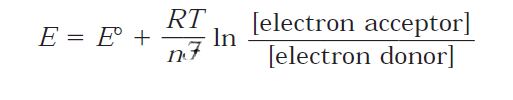 E = E° + RT/nℱ ln [electron acceptor]/[electron donor]